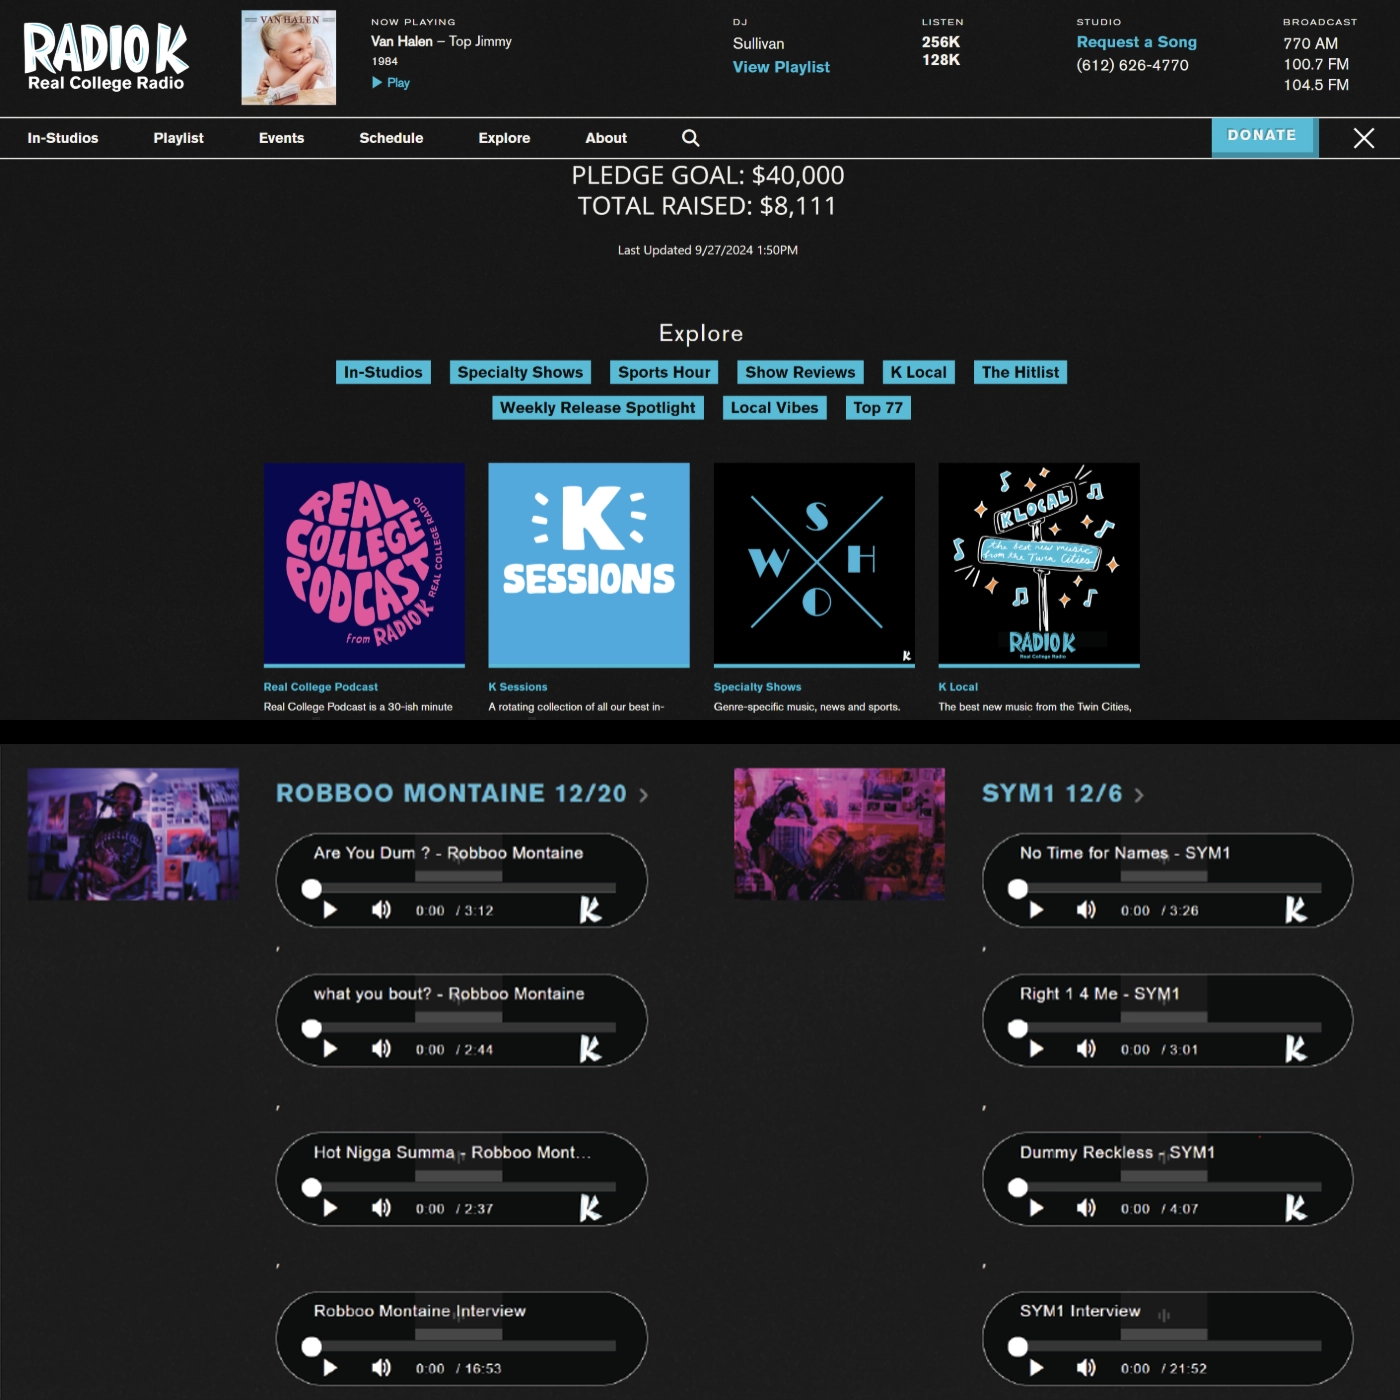 RADIO K
Real College Radio
VAN HALEN
NOW PLAYING
Van Halen – Top Jimmy
1984
Play
DJ
Sullivan
View Playlist
LISTEN
256K
128K
STUDIO
Request a Song
(612) 626-4770
BROADCAST
770 AM
100.7 FM
104.5 FM
In-Studios Playlist Events Schedule Explore About DONATE
PLEDGE GOAL: $40,000
TOTAL RAISED: $8,111
Last Updated 9/27/2024 1:50PM
Explore
In-Studios Specialty Shows Sports Hour Show Reviews K Local The Hitlist
Weekly Release Spotlight Local Vibes Top 77
REAL
COLLEGE
PODCAST
REAL COLLEGE RADIO
from RADIO K
K
SESSIONS
S
W H
O
K
K LOCAL
the best new music
from the Twin Cities
RADIO K
Real College Radio
Real College Podcast
Real College Podcast is a 30-ish minute
K Sessions
A rotating collection of all our best in-
Specialty Shows
Genre-specific music, news and sports.
K Local
The best new music from the Twin Cities,
ROBBOO MONTAINE 12/20 >
Are You Dum ? - Robboo Montaine
0:00 / 3:12 K
,
what you bout? - Robboo Montaine
0:00 / 2:44 K
,
Hot Nigga Summa - Robboo Mont...
0:00 / 2:37 K
,
Robboo Montaine Interview
0:00 / 16:53
SYM1 12/6 >
No Time for Names - SYM1
0:00 / 3:26 K
,
Right 1 4 Me - SYM1
0:00 / 3:01 K
,
Dummy Reckless - SYM1
0:00 / 4:07 K
,
SYM1 Interview
0:00 / 21:52